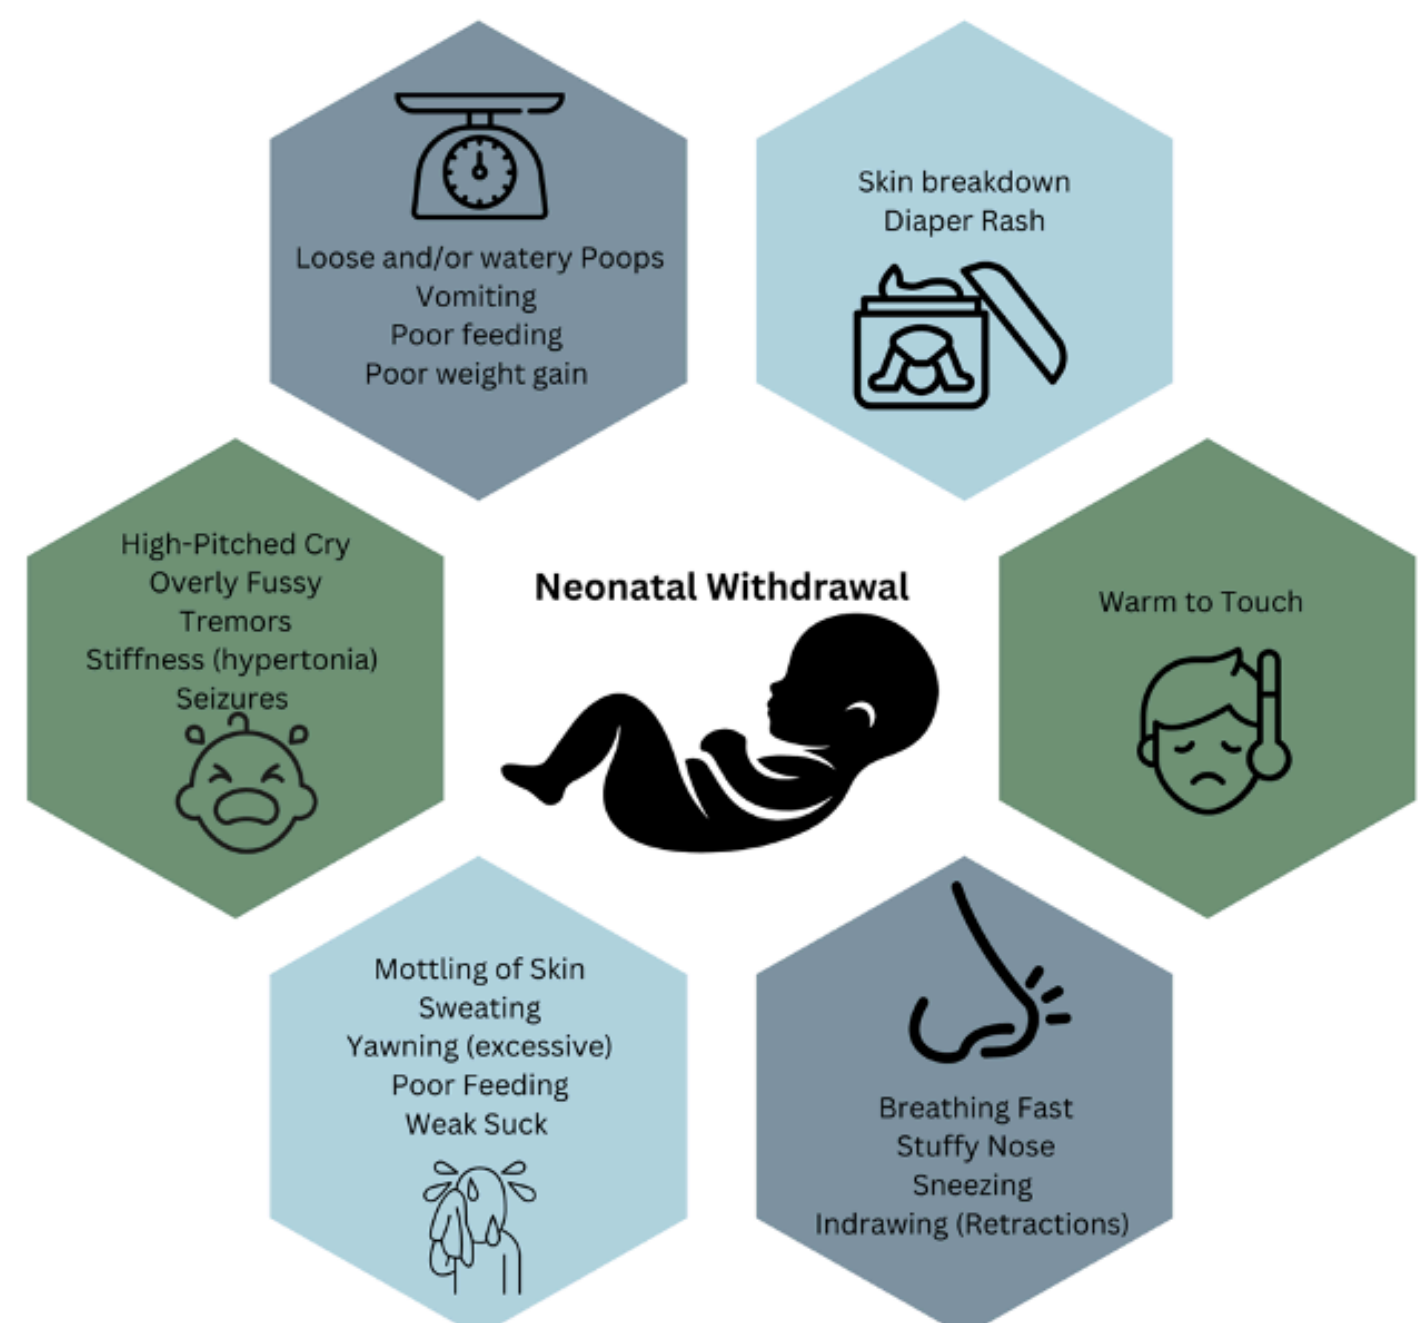 Loose and/or watery Poops
Vomiting
Poor feeding
Poor weight gain
Skin breakdown
Diaper Rash
High-Pitched Cry
Overly Fussy
Tremors
Stiffness (hypertonia)
Seizures
Neonatal Withdrawal
Warm to Touch
Mottling of Skin
Sweating
Yawning (excessive)
Poor Feeding
Weak Suck
Breathing Fast
Stuffy Nose
Sneezing
Indrawing (Retractions)